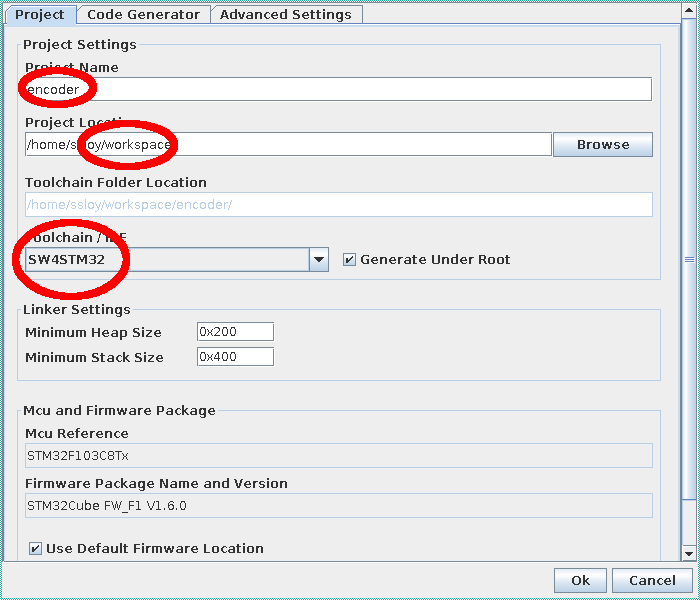 Project Code Generator Advanced Settings
Project Settings
Project Name
encoder
Project Location
/home/ssloy/workspace
Browse
Toolchain Folder Location
/home/ssloy/workspace/encoder/
Toolchain / IDE
SW4STM32
Generate Under Root
Linker Settings
Minimum Heap Size 0x200
Minimum Stack Size 0x400
Mcu and Firmware Package
Mcu Reference
STM32F103C8Tx
Firmware Package Name and Version
STM32Cube FW_F1 V1.6.0
Use Default Firmware Location
Ok Cancel